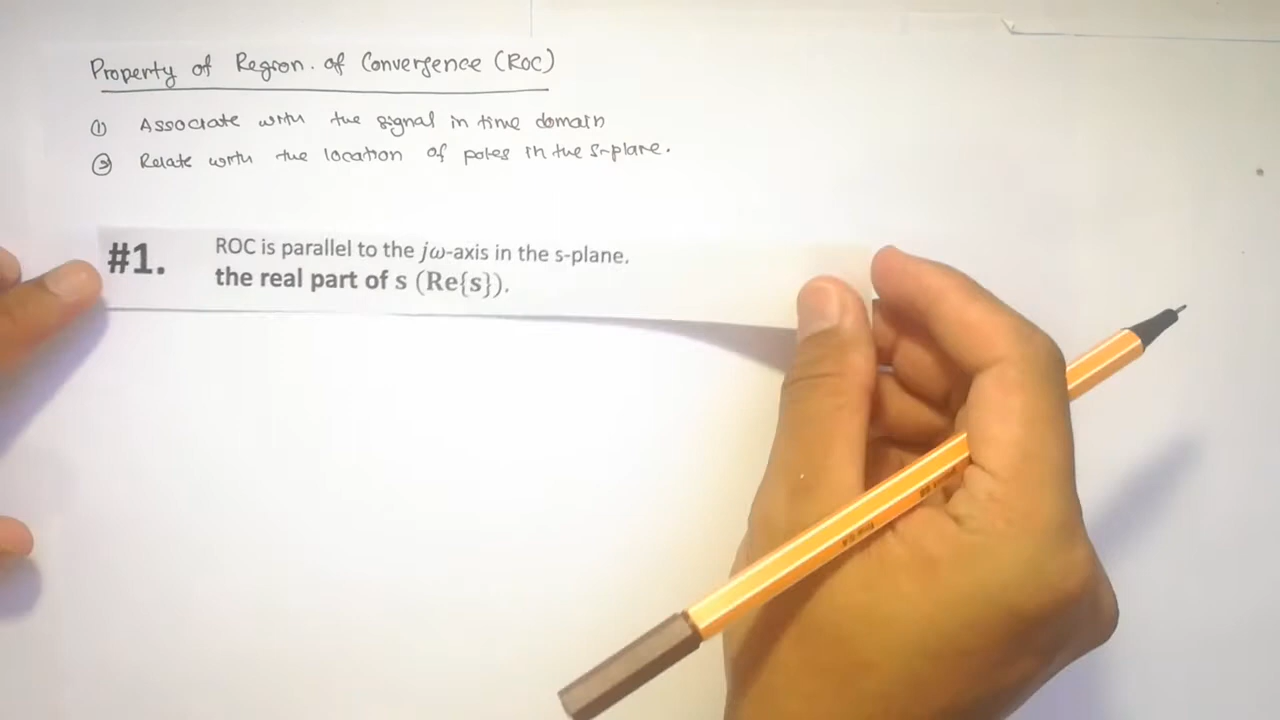 Property of Region. of Convergence (ROC)
① Associate with the signal in time domain
② Relate with the location of poles in the s-plane.
#1. ROC is parallel to the jω-axis in the s-plane.
the real part of s (Re{s}).